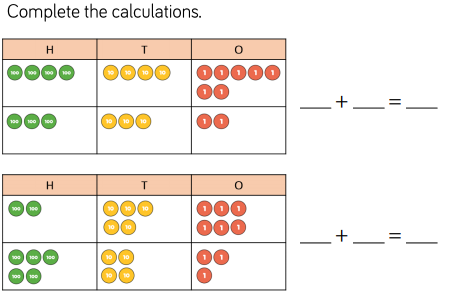 Complete the calculations.
H T O
100 100 100 100 10 10 10 10 1 1 1 1 1
1 1
100 100 100 10 10 10 1 1
___ + ___ = ___
H T O
100 100 10 10 10 1 1 1
10 10 1 1 1
100 100 100 10 10 1 1
100 100 10 10 1
___ + ___ = ___